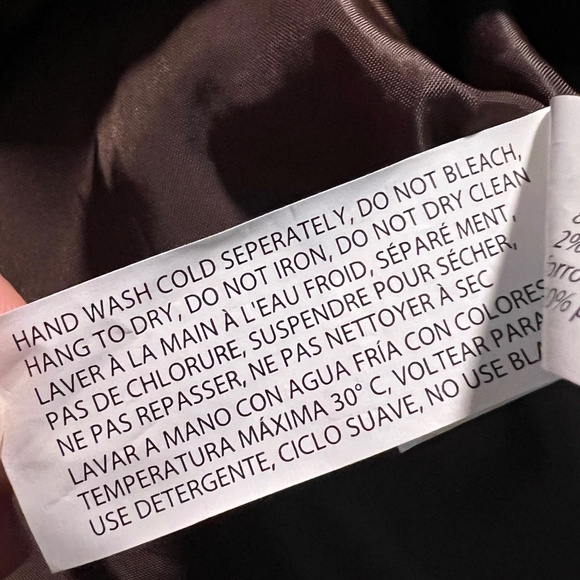 HAND WASH COLD SEPERATELY, DO NOT BLEACH,
HANG TO DRY, DO NOT IRON, DO NOT DRY CLEAN
LAVER À LA MAIN À L'EAU FROID, SÉPARÉ MENT,
PAS DE CHLORURE, SUSPENDRE POUR SÉCHER,
NE PAS REPASSER, NE PAS NETTOYER À SEC
LAVAR A MANO CON AGUA FRÍA CON COLORES
TEMPERATURA MÁXIMA 30° C, VOLTEAR PARA
USE DETERGENTE, CICLO SUAVE, NO USE
2%